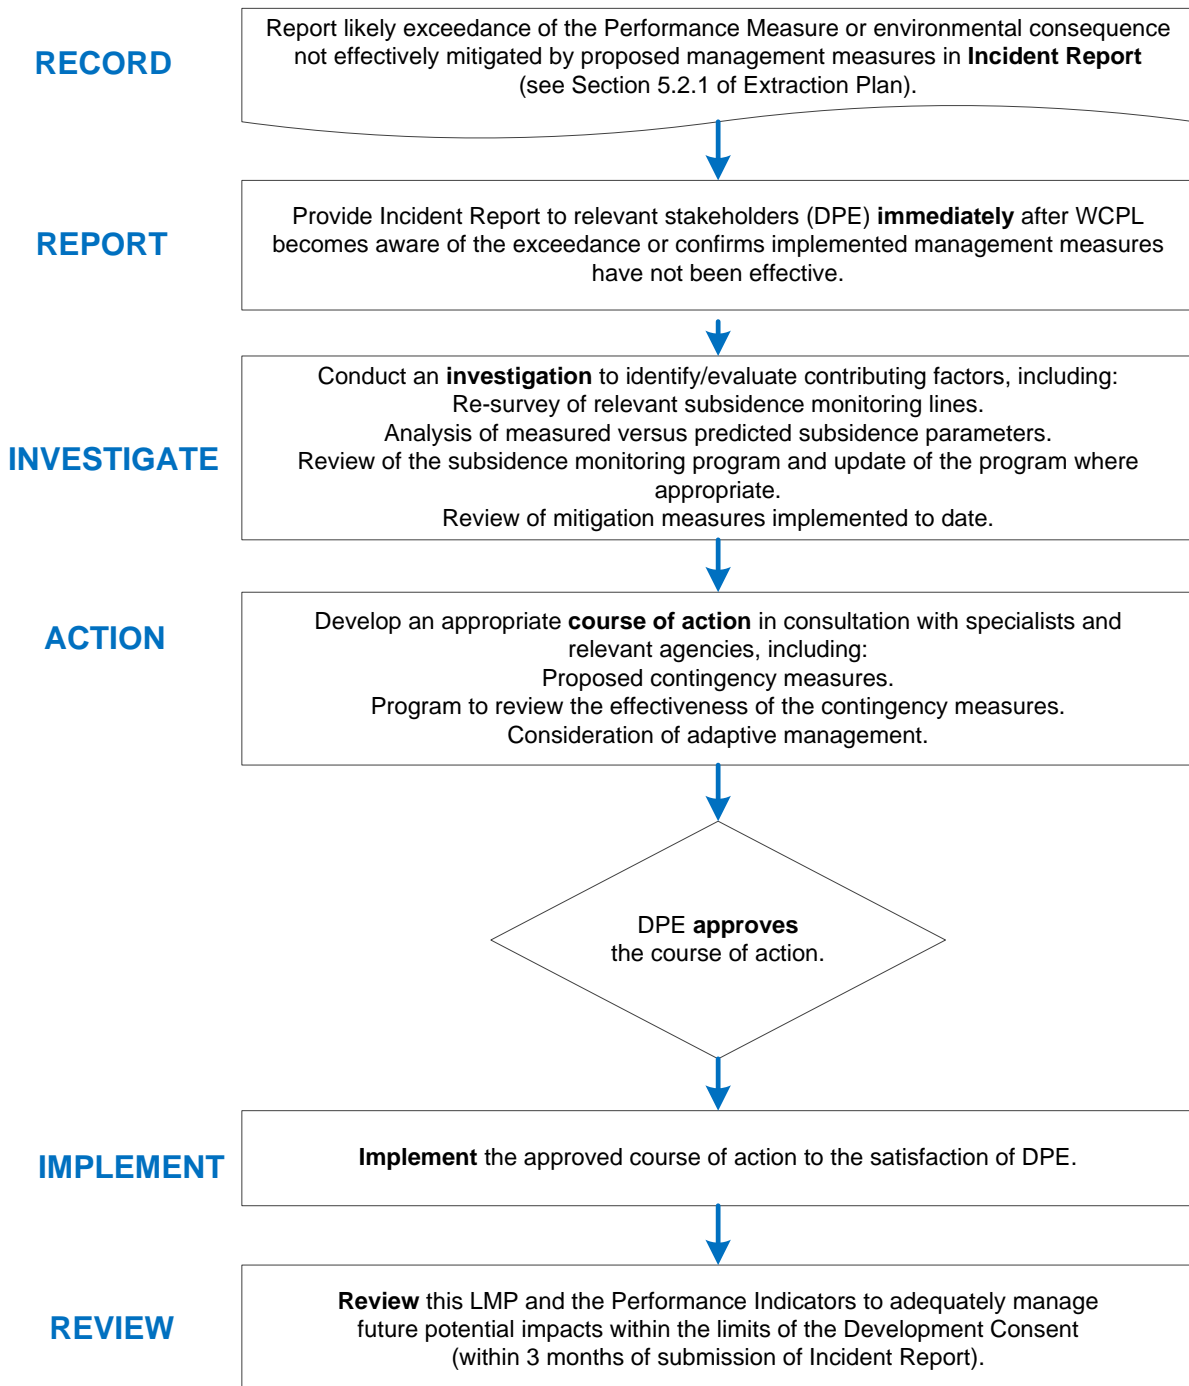 RECORD
Report likely exceedance of the Performance Measure or environmental consequence
not effectively mitigated by proposed management measures in Incident Report
(see Section 5.2.1 of Extraction Plan).
REPORT
Provide Incident Report to relevant stakeholders (DPE) immediately after WCPL
becomes aware of the exceedance or confirms implemented management measures
have not been effective.
INVESTIGATE
Conduct an investigation to identify/evaluate contributing factors, including:
Re-survey of relevant subsidence monitoring lines.
Analysis of measured versus predicted subsidence parameters.
Review of the subsidence monitoring program and update of the program where
appropriate.
Review of mitigation measures implemented to date.
ACTION
Develop an appropriate course of action in consultation with specialists and
relevant agencies, including:
Proposed contingency measures.
Program to review the effectiveness of the contingency measures.
Consideration of adaptive management.
DPE approves
the course of action.
IMPLEMENT
Implement the approved course of action to the satisfaction of DPE.
REVIEW
Review this LMP and the Performance Indicators to adequately manage
future potential impacts within the limits of the Development Consent
(within 3 months of submission of Incident Report).